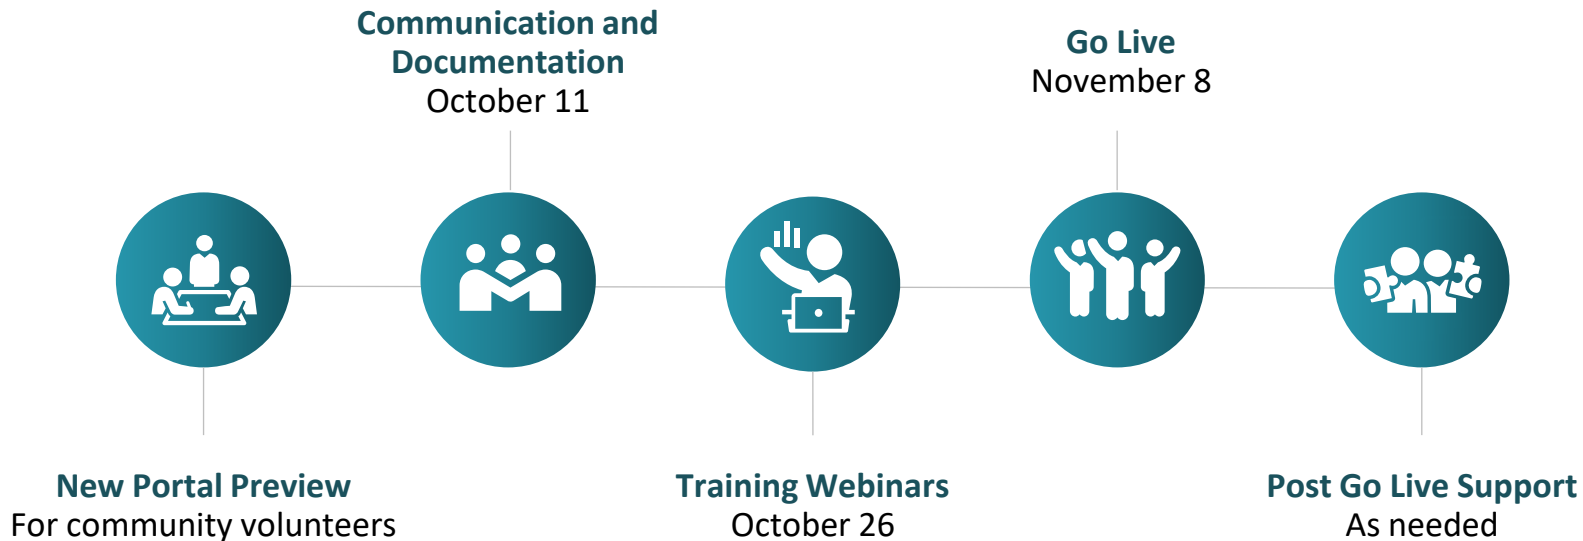 Communication and
Documentation
October 11
Go Live
November 8
New Portal Preview
For community volunteers
Training Webinars
October 26
Post Go Live Support
As needed